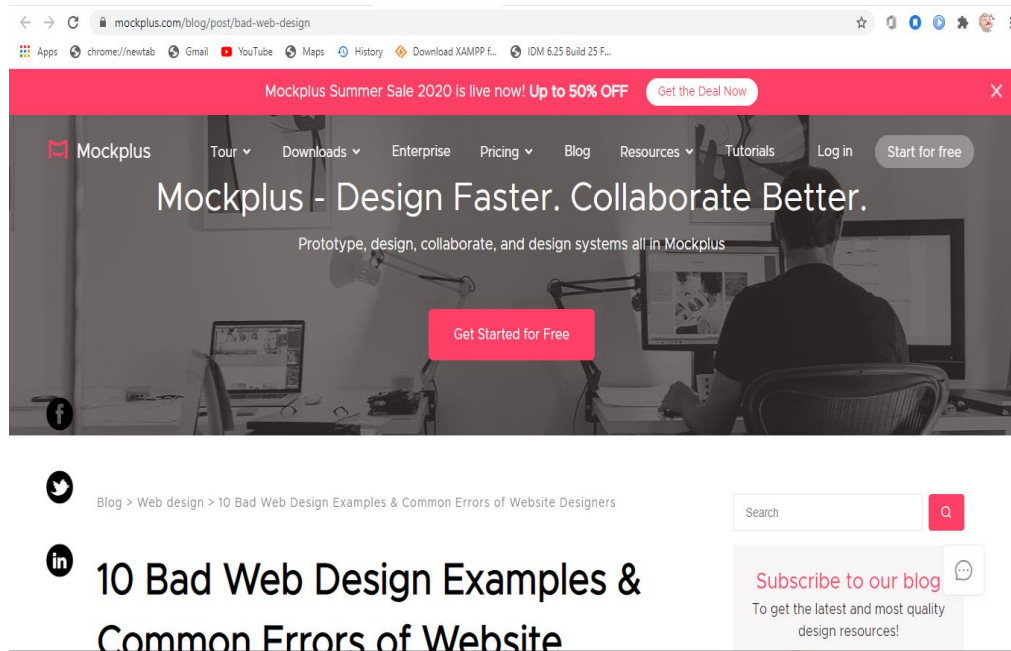 mockplus.com/blog/post/bad-web-design
Apps chrome://newtab Gmail YouTube Maps History Download XAMPP f... IDM 6.25 Build 25 F...
Mockplus Summer Sale 2020 is live now! Up to 50% OFF Get the Deal Now
Mockplus Tour Downloads Enterprise Pricing Blog Resources Tutorials Log in Start for free
Mockplus - Design Faster. Collaborate Better.
Prototype, design, collaborate, and design systems all in Mockplus
Get Started for Free
Blog > Web design > 10 Bad Web Design Examples & Common Errors of Website Designers
Search
10 Bad Web Design Examples &
Common Errors of Website
Subscribe to our blog
To get the latest and most quality
design resources!